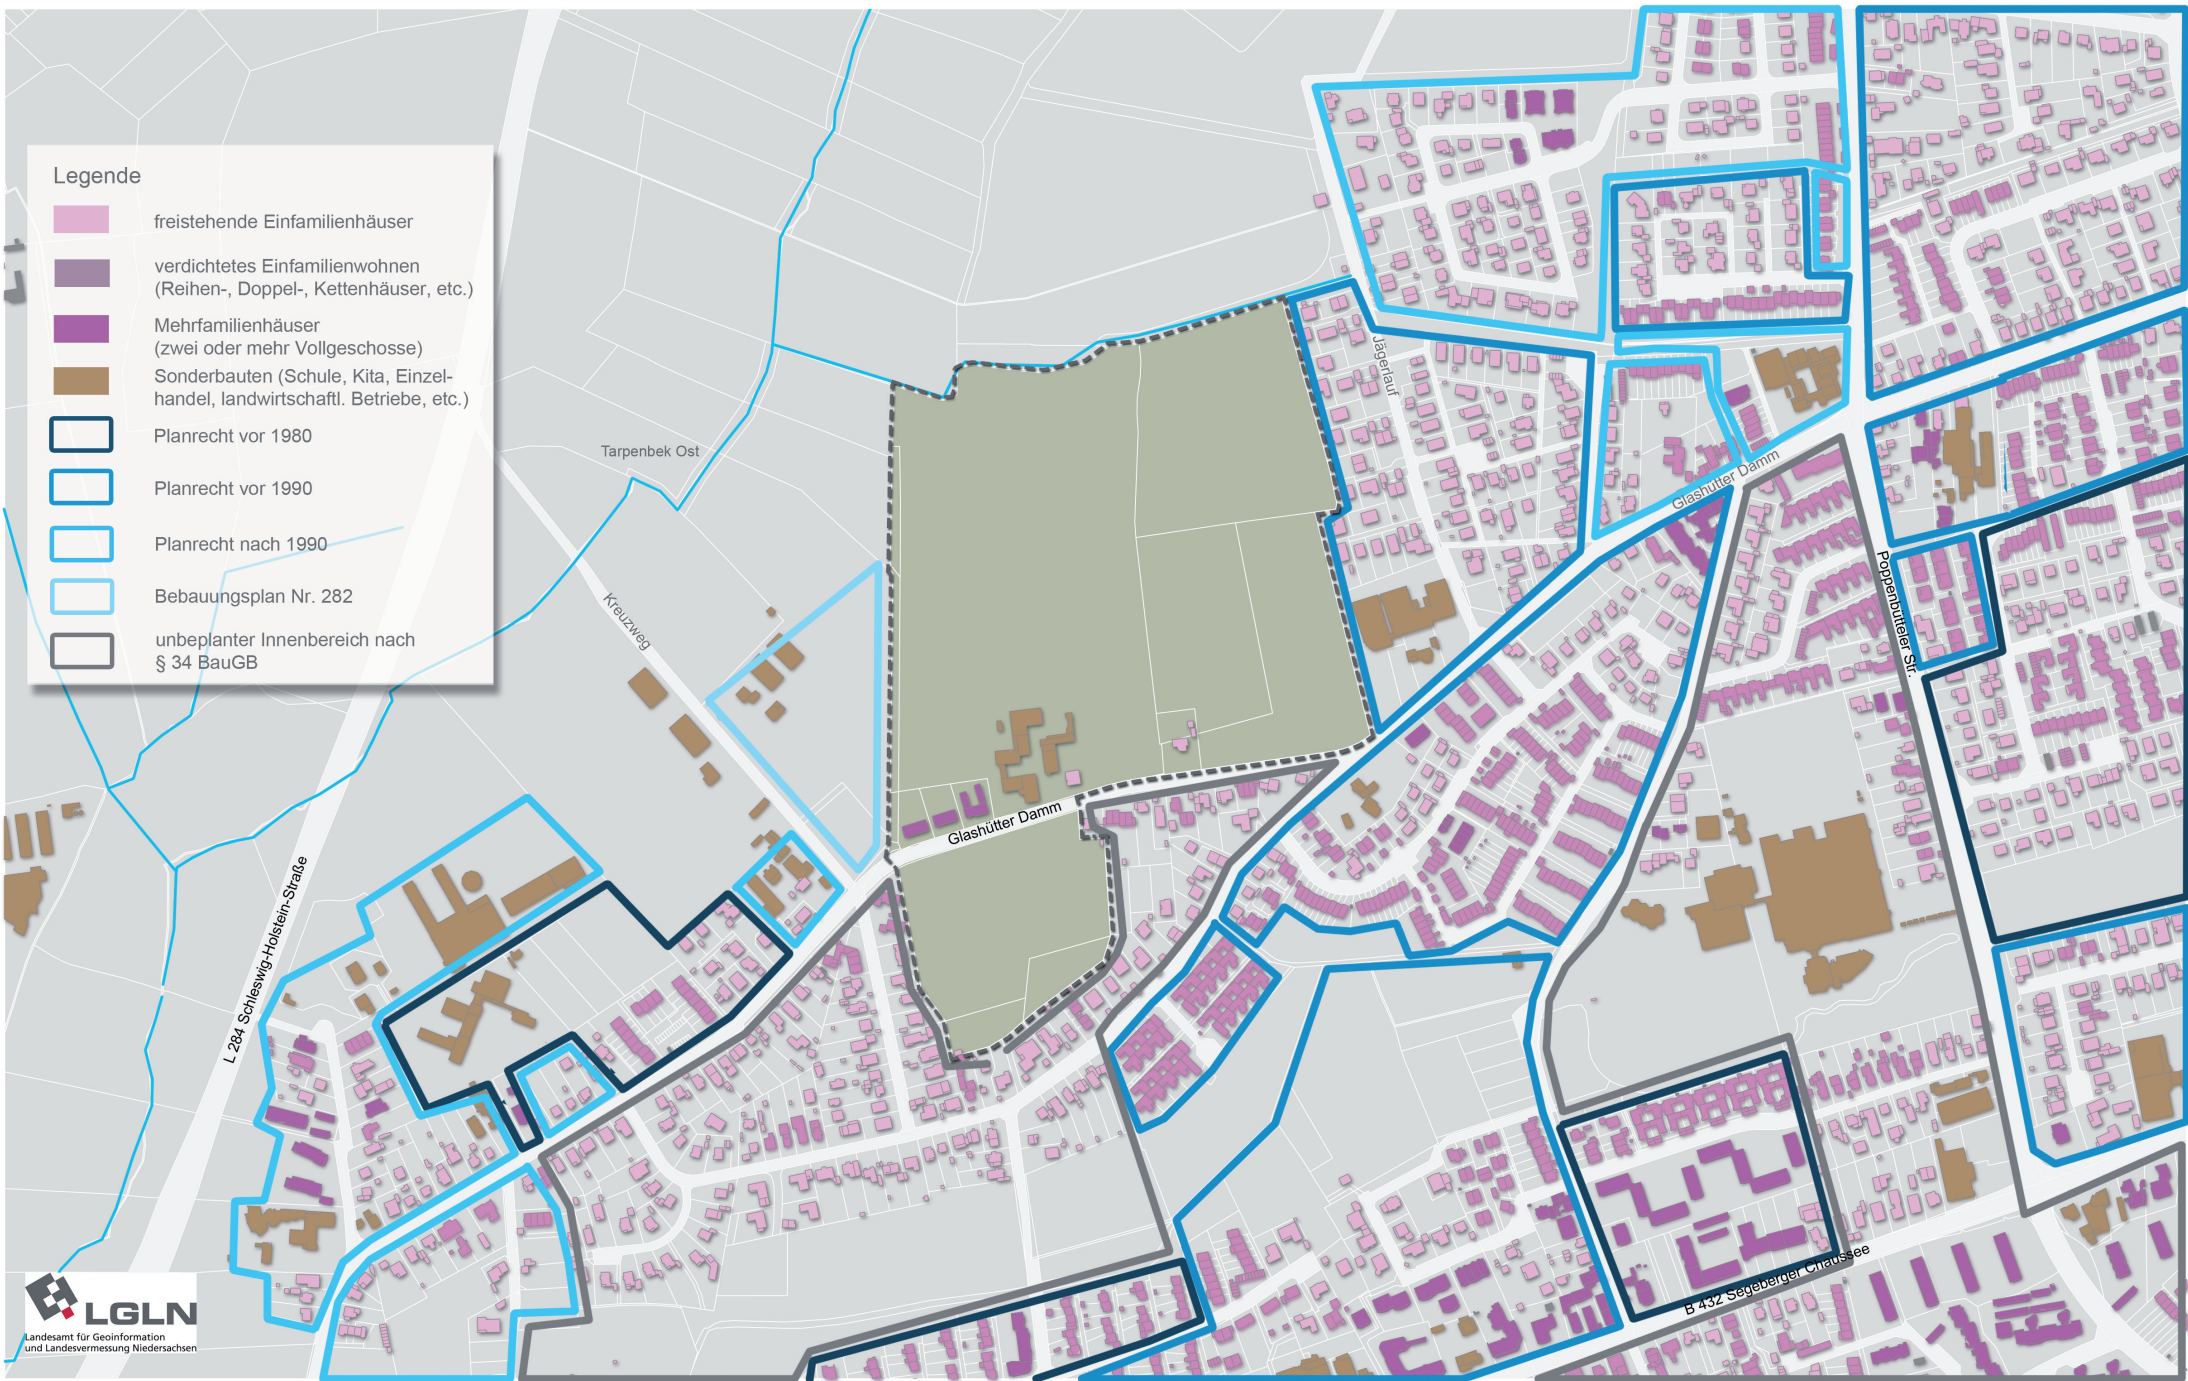 Legende
freistehende Einfamilienhäuser
verdichtetes Einfamilienwohnen
(Reihen-, Doppel-, Kettenhäuser, etc.)
Mehrfamilienhäuser
(zwei oder mehr Vollgeschosse)
Sonderbauten (Schule, Kita, Einzel-
handel, landwirtschaftl. Betriebe, etc.)
Planrecht vor 1980
Planrecht vor 1990
Planrecht nach 1990
Bebauungsplan Nr. 282
unbeplanter Innenbereich nach
§ 34 BauGB
Tarpenbek Ost
Kreuzweg
Jägerlauf
Glashütter Damm
Poppenbütteler Str.
Glashütter Damm
L 284 Schleswig-Holstein-Straße
B 432 Segeberger Chaussee
LGLN
Landesamt für Geoinformation
und Landesvermessung Niedersachsen